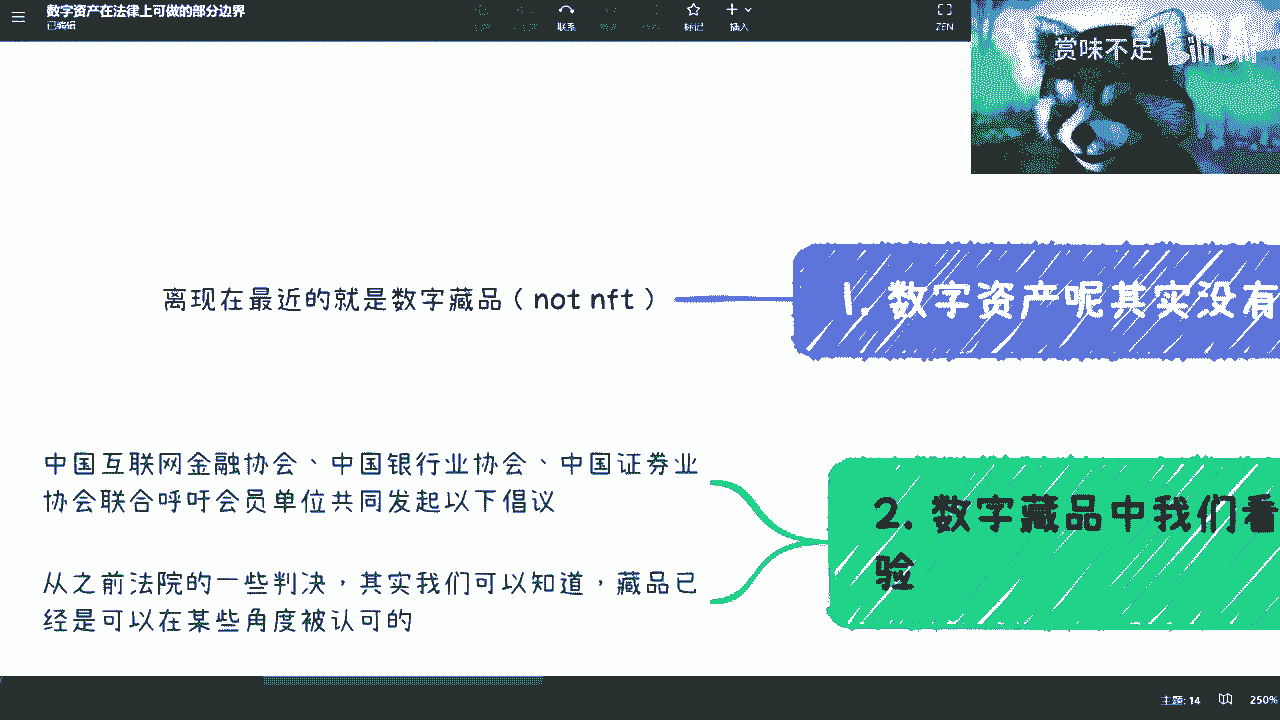 数字资产在法律上可做的部分边界
已编辑
联系
标记
插入
ZEN
赏味不足
离现在最近的就是数字藏品（not nft）
1. 数字资产呢其实没有
中国互联网金融协会、中国银行业协会、中国证券业
协会联合呼吁会员单位共同发起以下倡议
2. 数字藏品中我们看
验
从之前法院的一些判决，其实我们可以知道，藏品已
经是可以在某些角度被认可的
主题: 14
250%